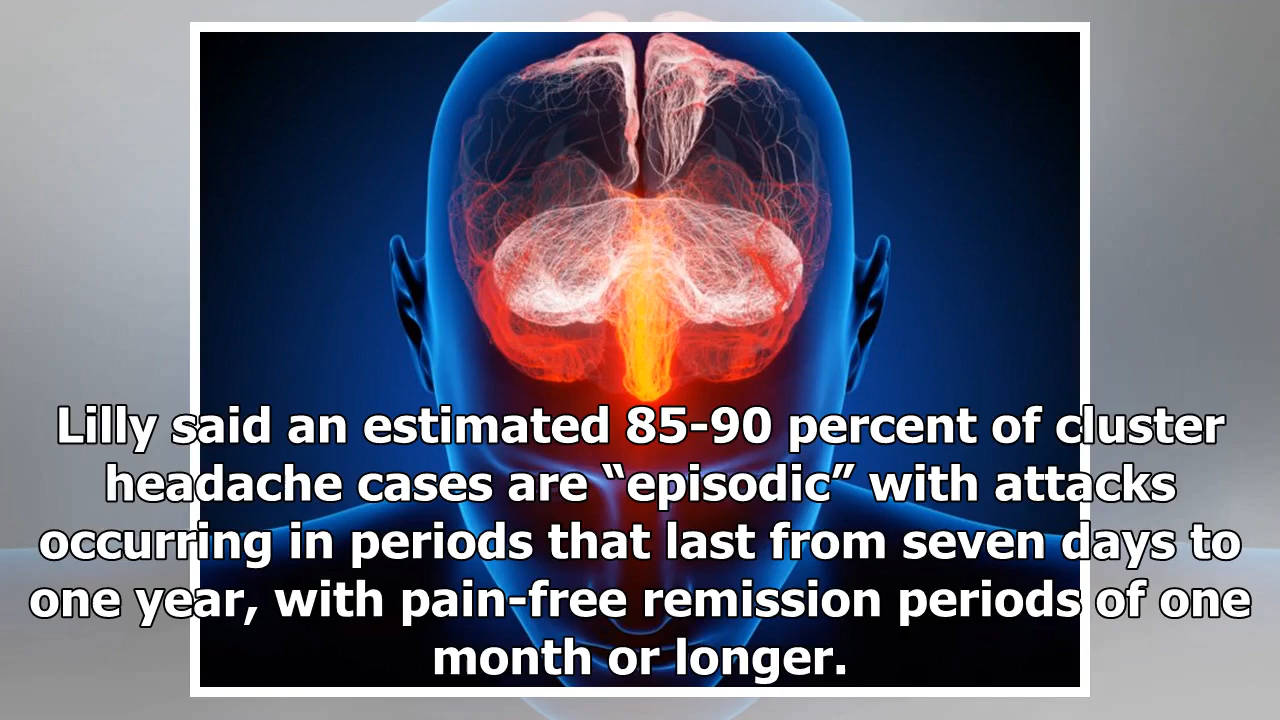 Lilly said an estimated 85-90 percent of cluster
headache cases are “episodic” with attacks
occurring in periods that last from seven days to
one year, with pain-free remission periods of one
month or longer.